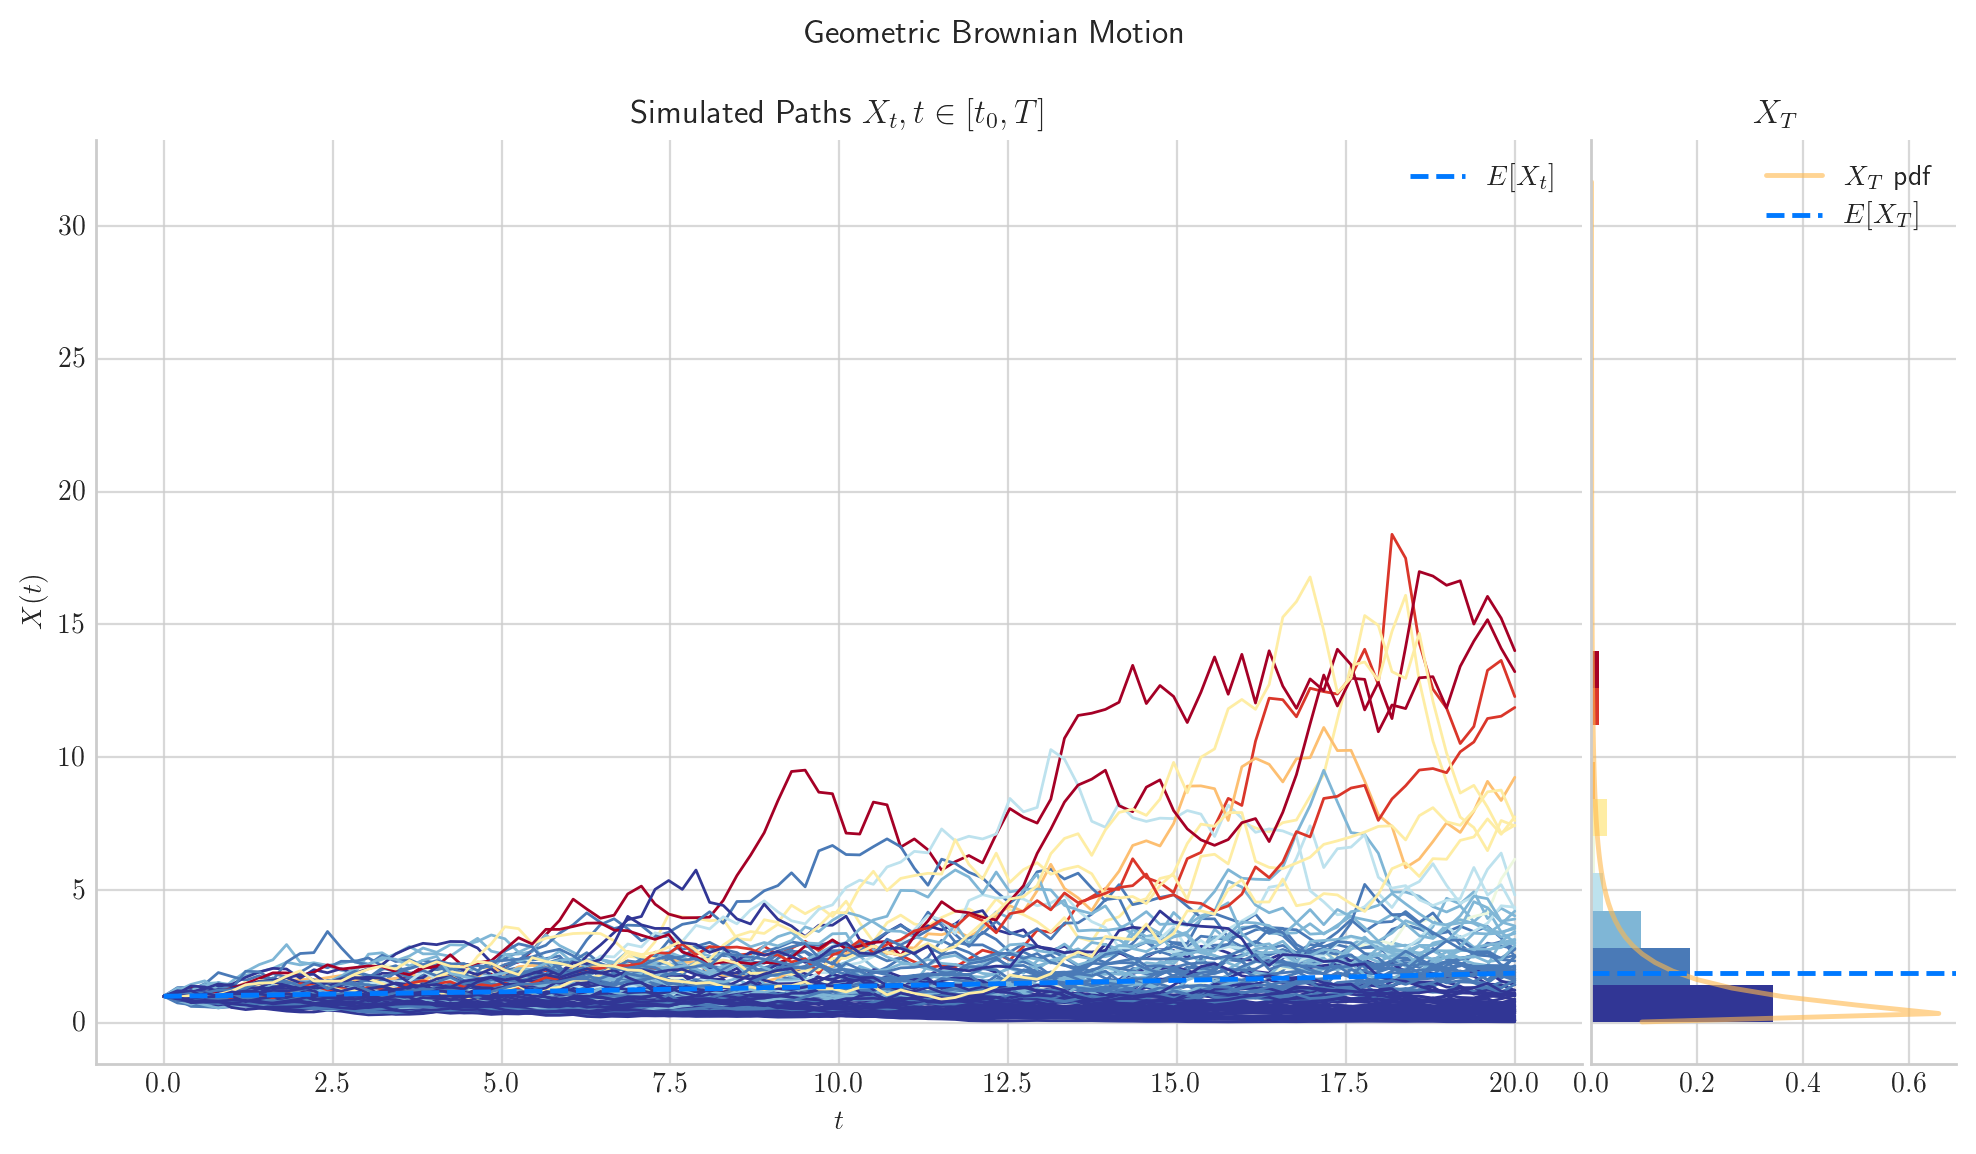 Geometric Brownian Motion
Simulated Paths $X_t, t \in [t_0, T]$
$X_T$
$E[X_t]$
$X_T$ pdf
$E[X_T]$
30
25
20
15
10
5
0
$X(t)$
0.0 2.5 5.0 7.5 10.0 12.5 15.0 17.5 20.0
0.0 0.2 0.4 0.6
$t$